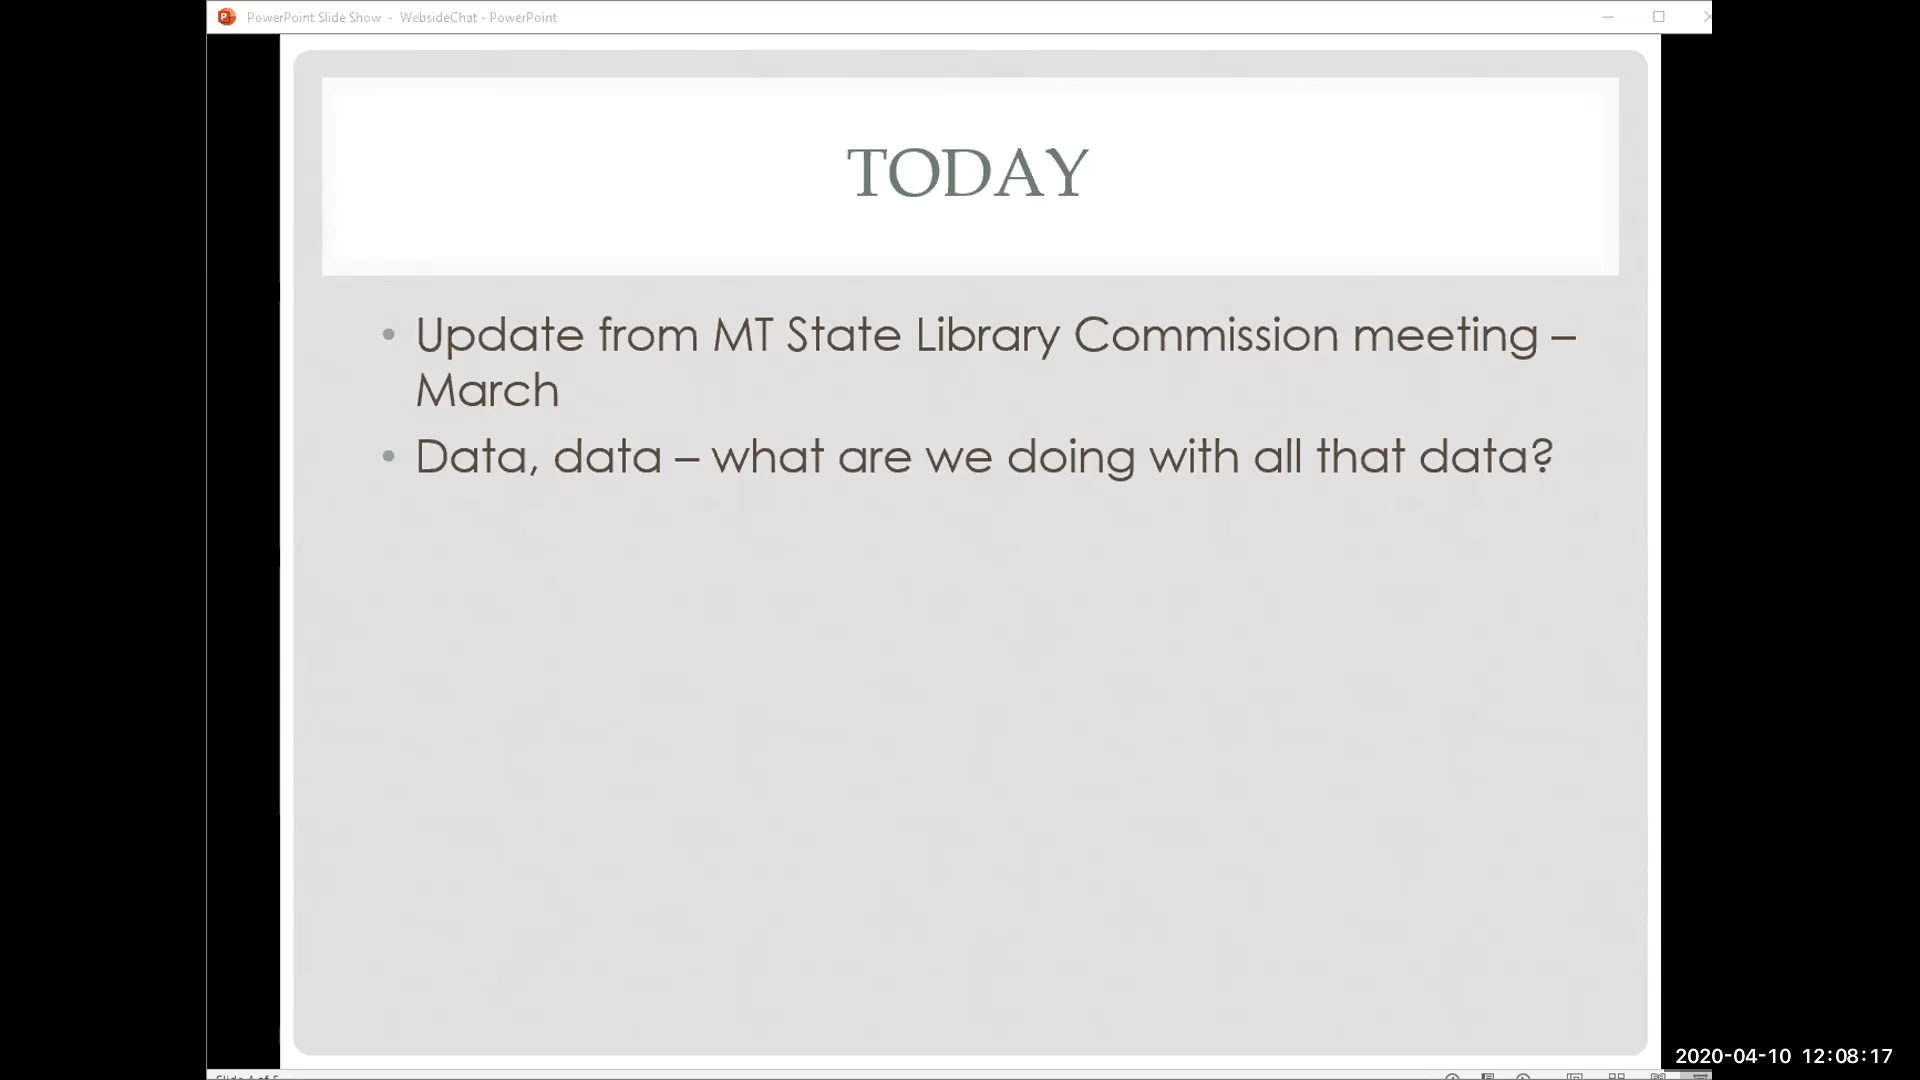 PowerPoint Slide Show - WebsideChat - PowerPoint
TODAY
• Update from MT State Library Commission meeting –
March
• Data, data – what are we doing with all that data?
2020-04-10 12:08:17